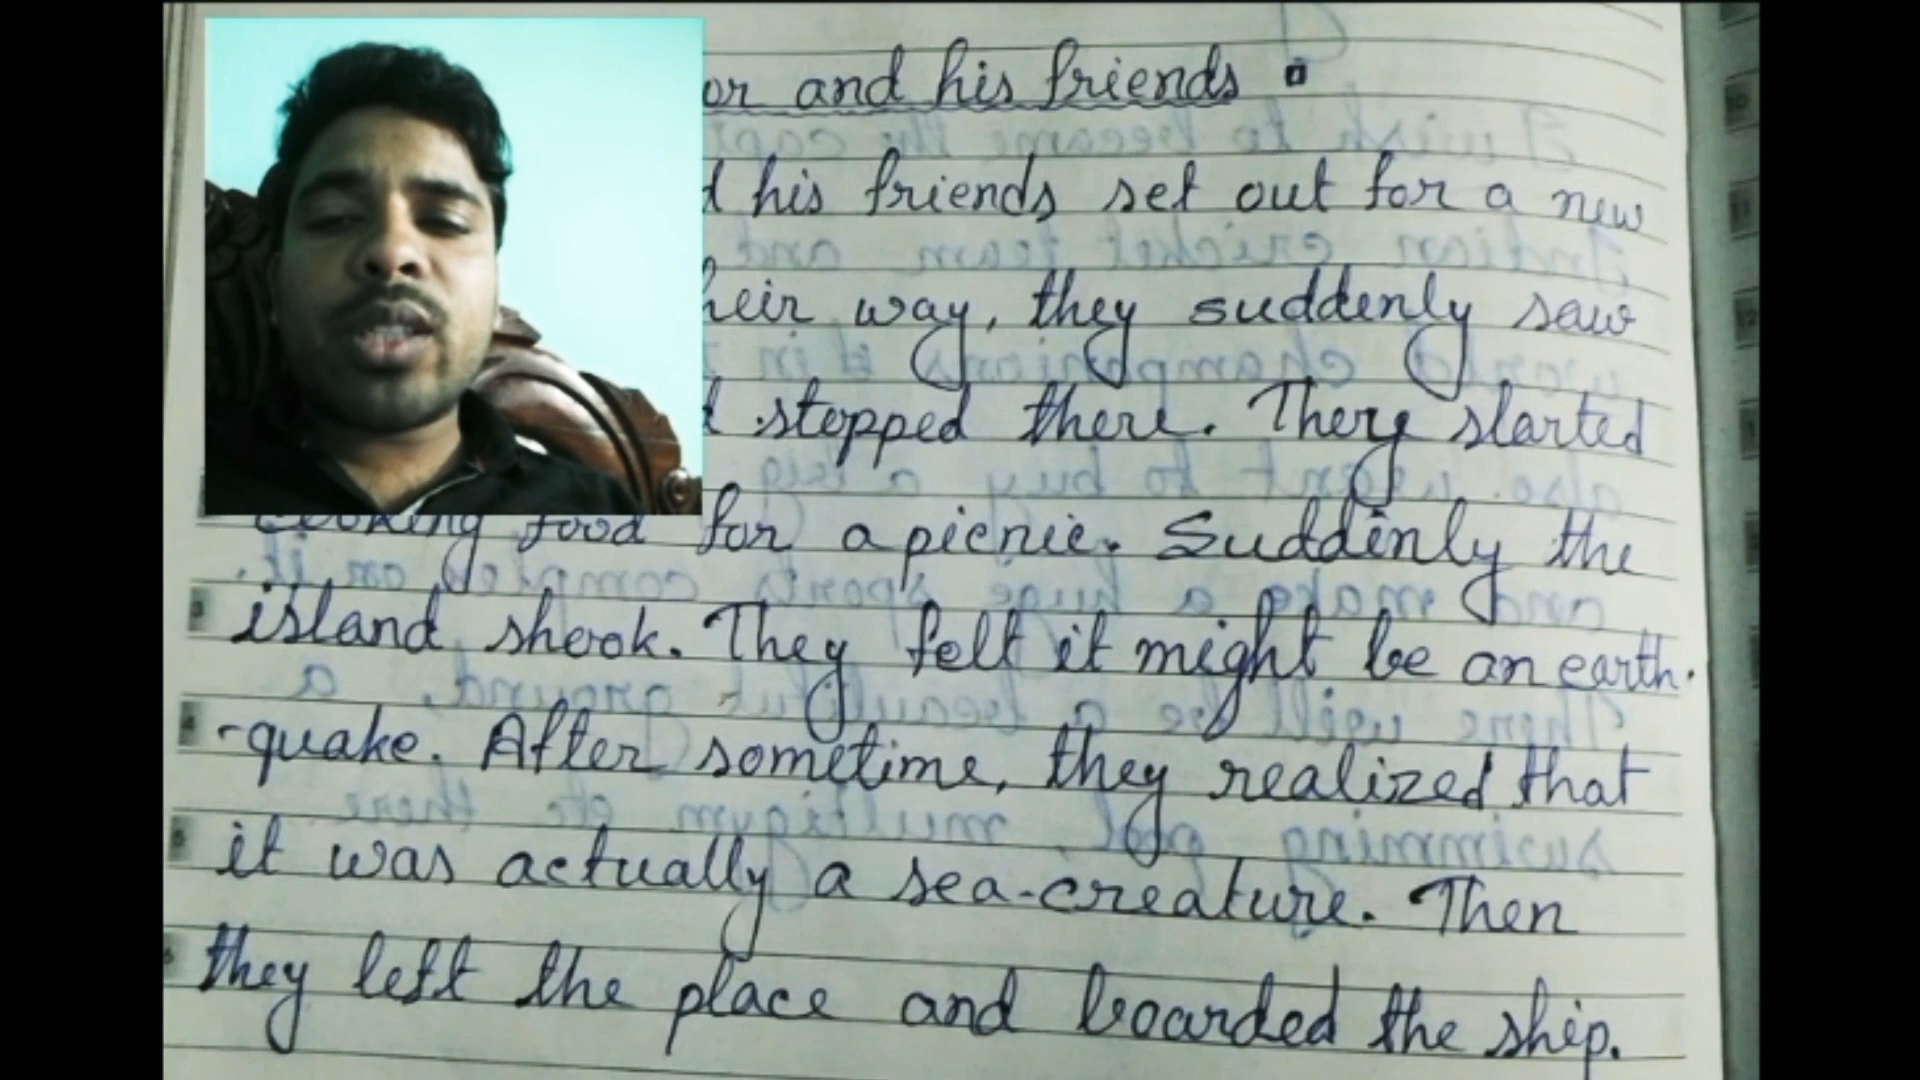 or and his friends
d his friends set out for a new
heir way, they suddenly saw
d stopped there. They started
cooking food for a picnic. Suddenly the
island shook. They felt it might be an earth-
-quake. After sometime, they realized that
it was actually a sea-creature. Then
they left the place and boarded the ship.